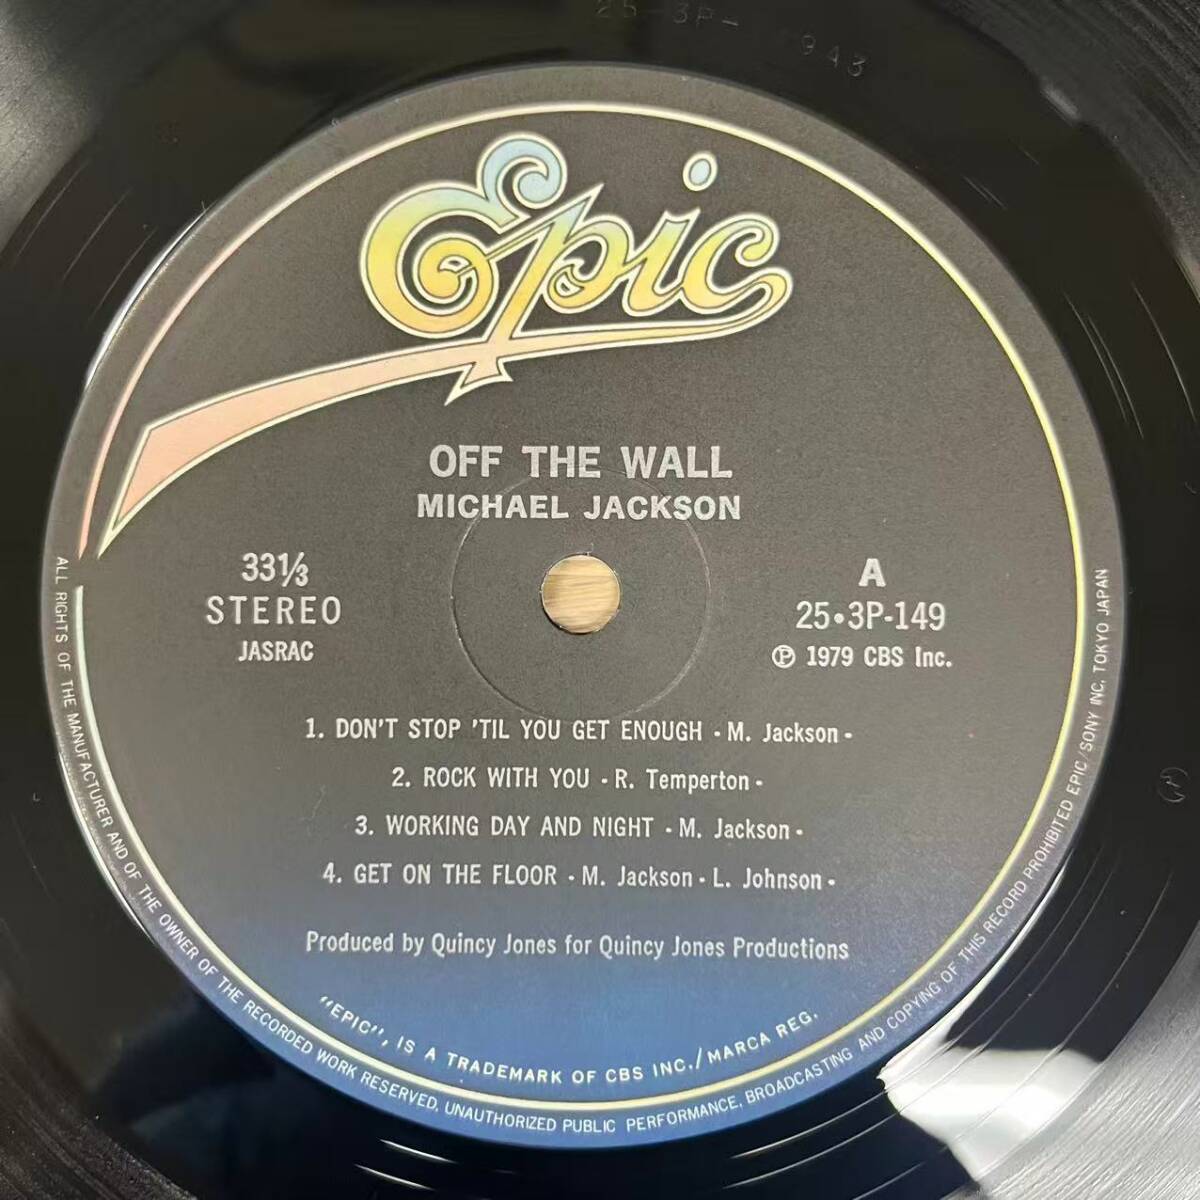 Epic
OFF THE WALL
MICHAEL JACKSON
33⅓
STEREO
JASRAC
A
25•3P-149
Ⓟ 1979 CBS Inc.
1. DON'T STOP 'TIL YOU GET ENOUGH - M. Jackson -
2. ROCK WITH YOU - R. Temperton -
3. WORKING DAY AND NIGHT - M. Jackson -
4. GET ON THE FLOOR - M. Jackson - L. Johnson -
Produced by Quincy Jones for Quincy Jones Productions
"EPIC", IS A TRADEMARK OF CBS INC./MARCA REG.
ALL RIGHTS OF THE MANUFACTURER AND OF THE OWNER OF THE RECORDED WORK RESERVED. UNAUTHORIZED PUBLIC PERFORMANCE, BROADCASTING AND COPYING OF THIS RECORD PROHIBITED EPIC/SONY INC. TOKYO JAPAN